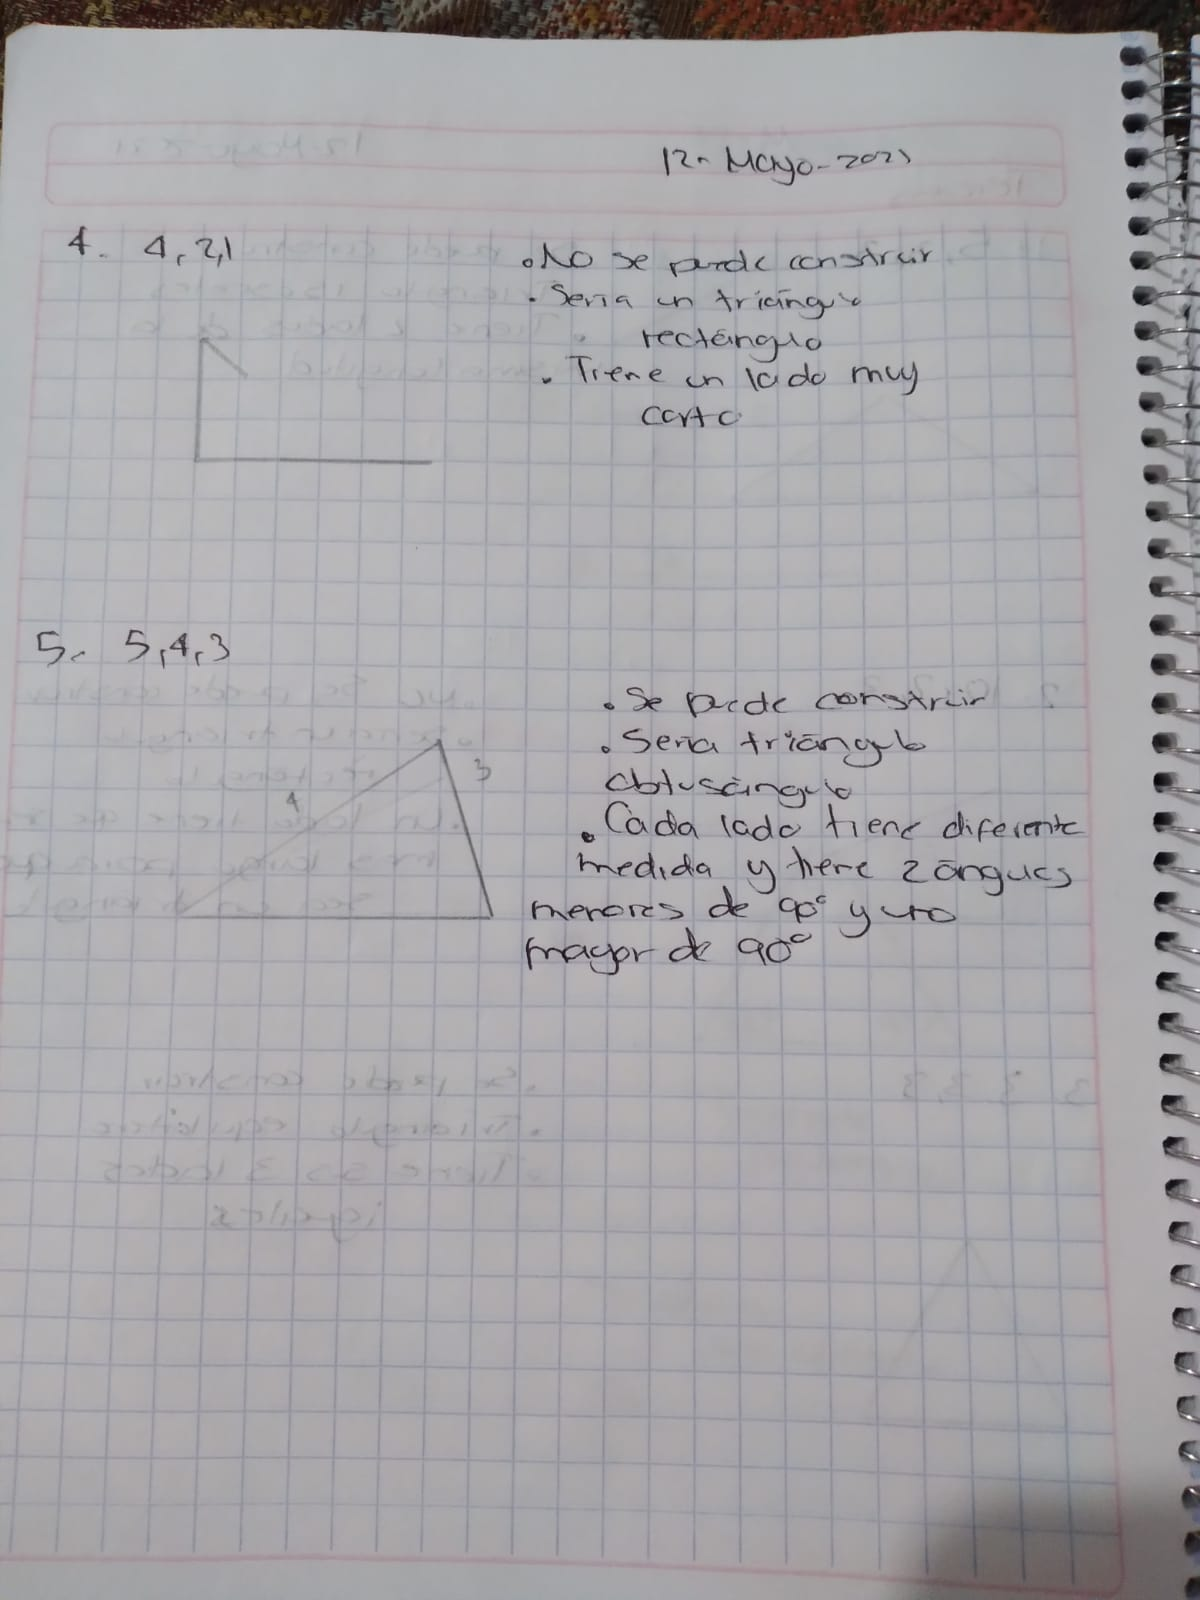 12-Mayo-2021
4. 4,2,1
• No se puede construir
• Seria un triángulo
rectángulo
• Tiene un lado muy
corto
5. 5,4,3
• Se puede construir
• Seria triángulo
obtusángulo
• Cada lado tiene diferente
medida y tiene 2 ángulos
menores de 90° y uno
mayor de 90°
4
3